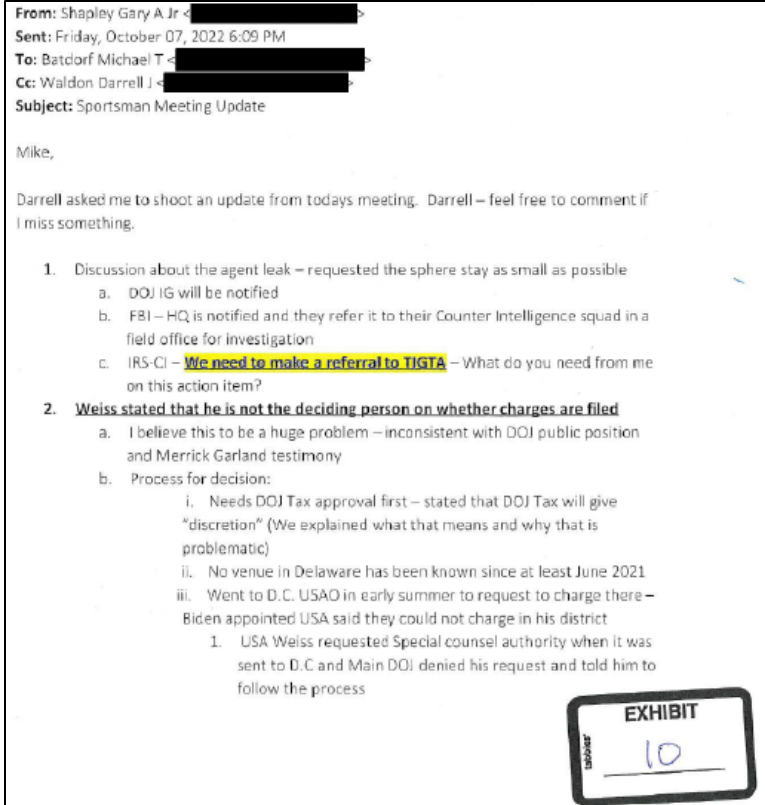 From: Shapley Gary A Jr < >
Sent: Friday, October 07, 2022 6:09 PM
To: Batdorf Michael T < >
Cc: Waldon Darrell J < >
Subject: Sportsman Meeting Update
Mike,
Darrell asked me to shoot an update from todays meeting. Darrell – feel free to comment if
I miss something.
1. Discussion about the agent leak – requested the sphere stay as small as possible
a. DOJ IG will be notified
b. FBI – HQ is notified and they refer it to their Counter Intelligence squad in a
field office for investigation
c. IRS-CI – We need to make a referral to TIGTA – What do you need from me
on this action item?
2. Weiss stated that he is not the deciding person on whether charges are filed
a. I believe this to be a huge problem – inconsistent with DOJ public position
and Merrick Garland testimony
b. Process for decision:
i. Needs DOJ Tax approval first – stated that DOJ Tax will give
"discretion" (We explained what that means and why that is
problematic)
ii. No venue in Delaware has been known since at least June 2021
iii. Went to D.C. USAO in early summer to request to charge there –
Biden appointed USA said they could not charge in his district
1. USA Weiss requested Special counsel authority when it was
sent to D.C and Main DOJ denied his request and told him to
follow the process
EXHIBIT
tabbies'
10